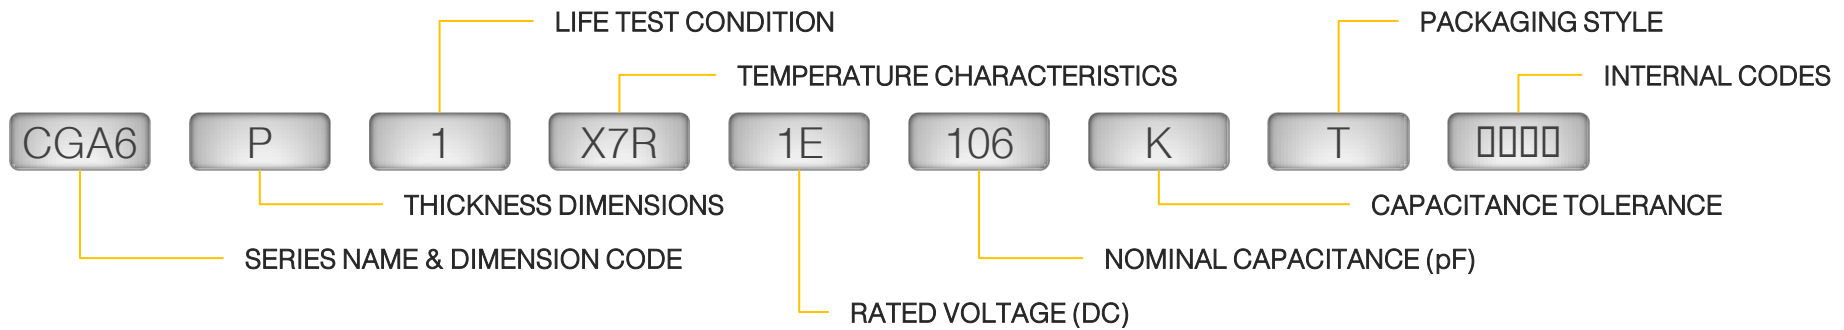 LIFE TEST CONDITION
PACKAGING STYLE
TEMPERATURE CHARACTERISTICS
INTERNAL CODES
CGA6 P 1 X7R 1E 106 K T ▯▯▯▯
THICKNESS DIMENSIONS
CAPACITANCE TOLERANCE
SERIES NAME & DIMENSION CODE
NOMINAL CAPACITANCE (pF)
RATED VOLTAGE (DC)